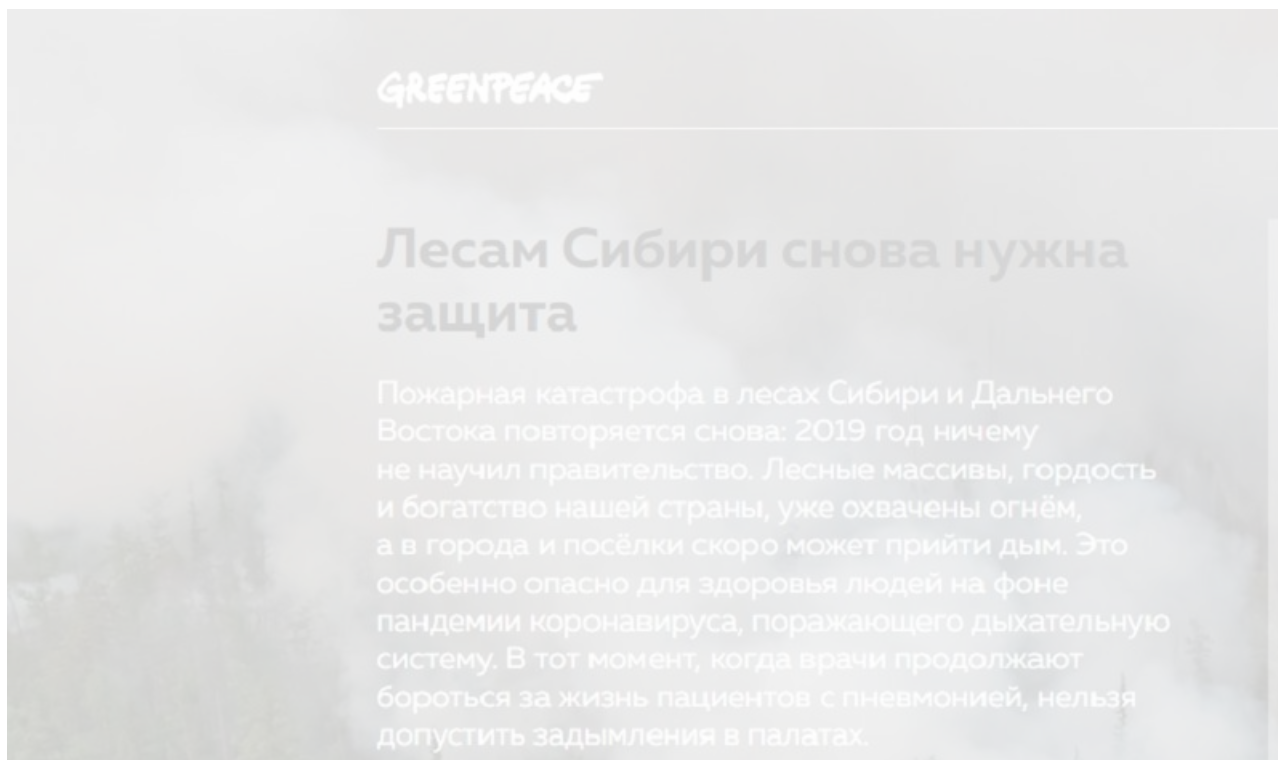 GREENPEACE
Лесам Сибири снова нужна
защита
Пожарная катастрофа в лесах Сибири и Дальнего
Востока повторяется снова: 2019 год ничему
не научил правительство. Лесные массивы, гордость
и богатство нашей страны, уже охвачены огнём,
а в города и посёлки скоро может прийти дым. Это
особенно опасно для здоровья людей на фоне
пандемии коронавируса, поражающего дыхательную
систему. В тот момент, когда врачи продолжают
бороться за жизнь пациентов с пневмонией, нельзя
допустить задымления в палатах.